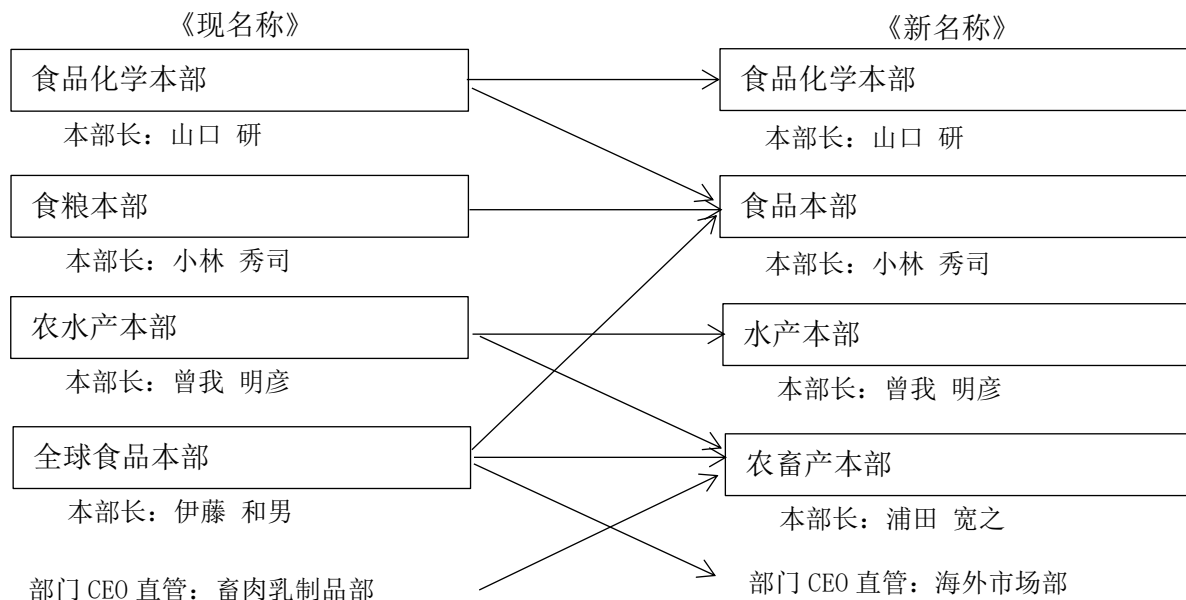 《现名称》
《新名称》
食品化学本部
食品化学本部
本部长：山口 研
本部长：山口 研
食粮本部
食品本部
本部长：小林 秀司
本部长：小林 秀司
农水产本部
水产本部
本部长：曾我 明彦
本部长：曾我 明彦
全球食品本部
农畜产本部
本部长：伊藤 和男
本部长：浦田 宽之
部门 CEO 直管：畜肉乳制品部
部门 CEO 直管：海外市场部